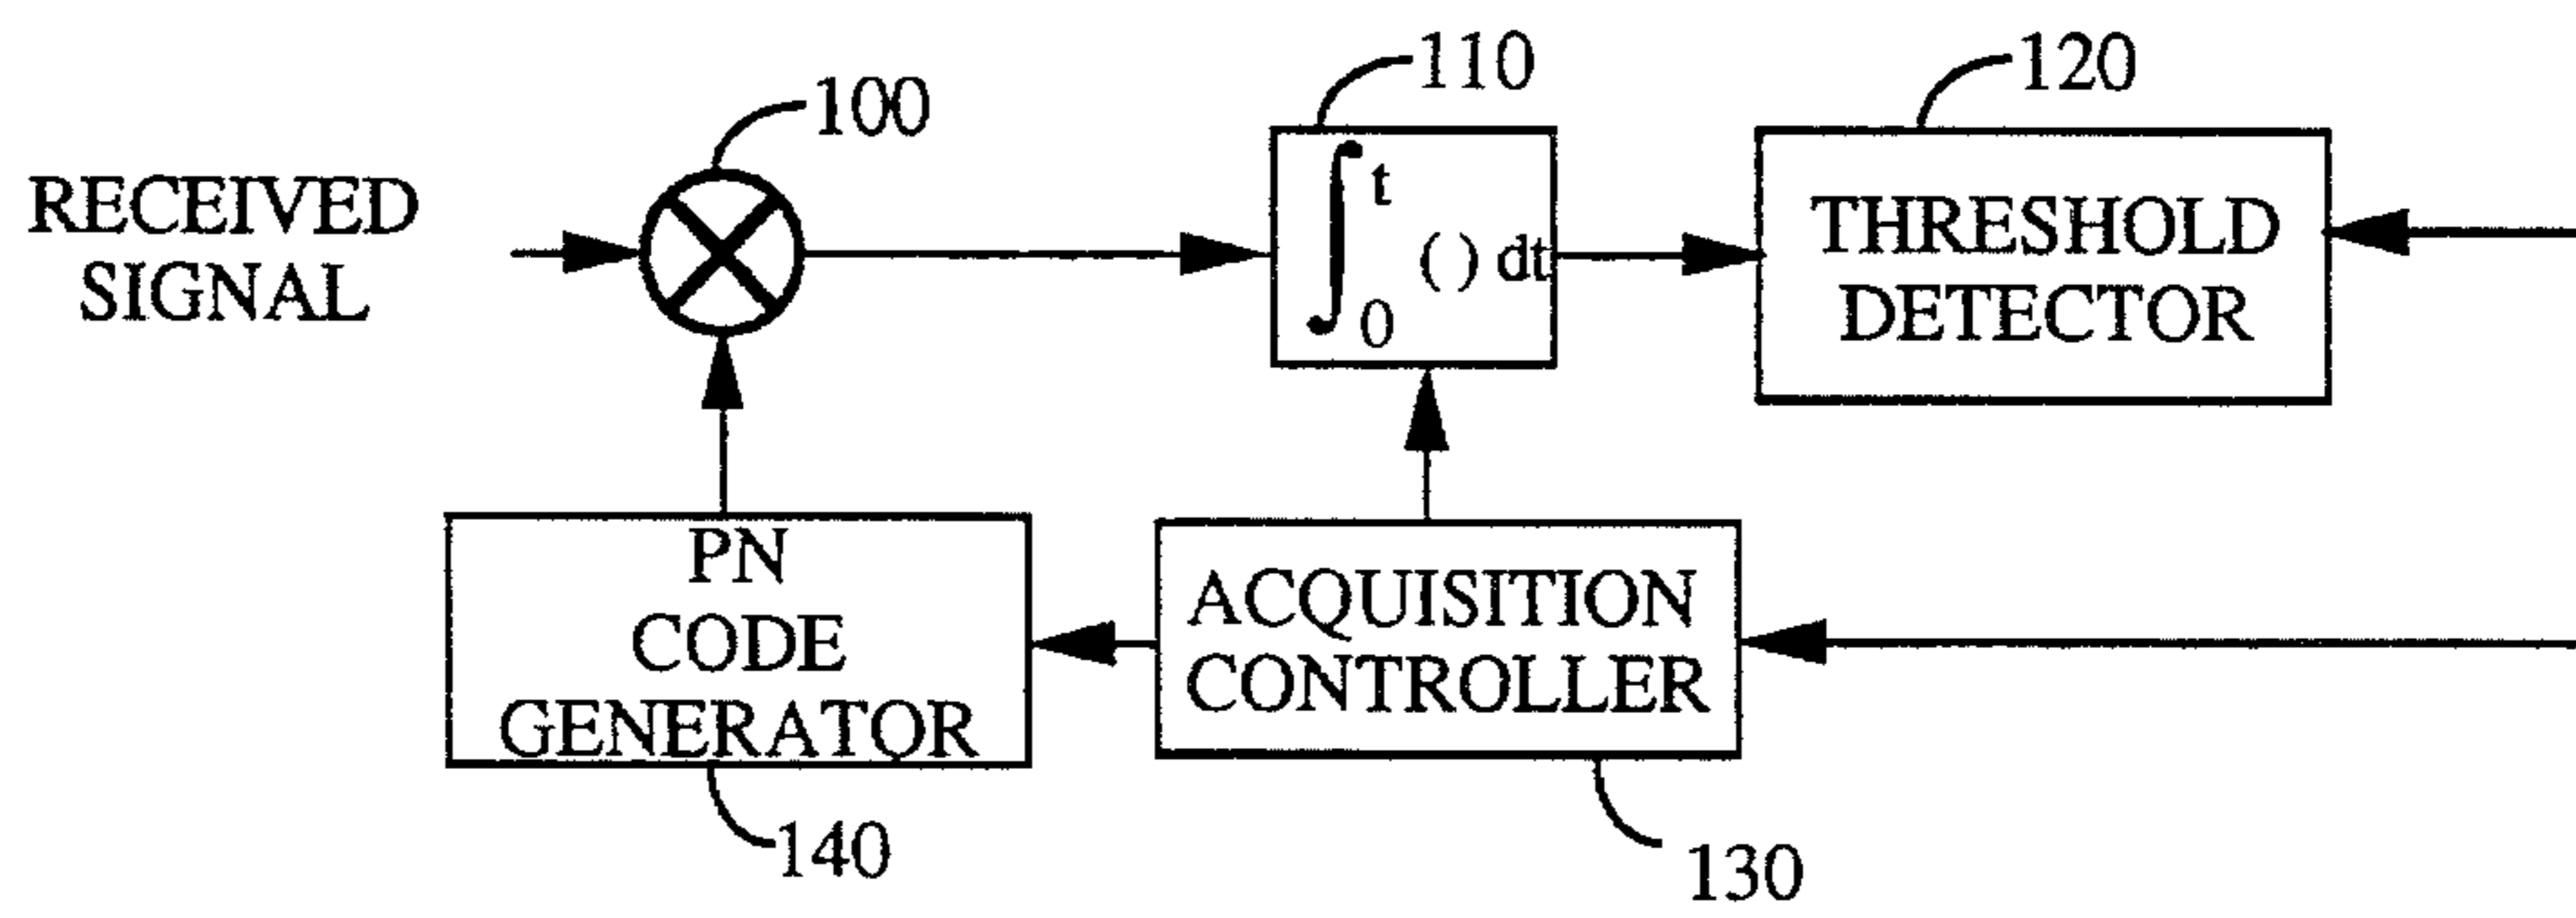 RECEIVED
SIGNAL
100
110
∫ t 0 ( ) dt
120
THRESHOLD
DETECTOR
PN
CODE
GENERATOR
140
ACQUISITION
CONTROLLER
130